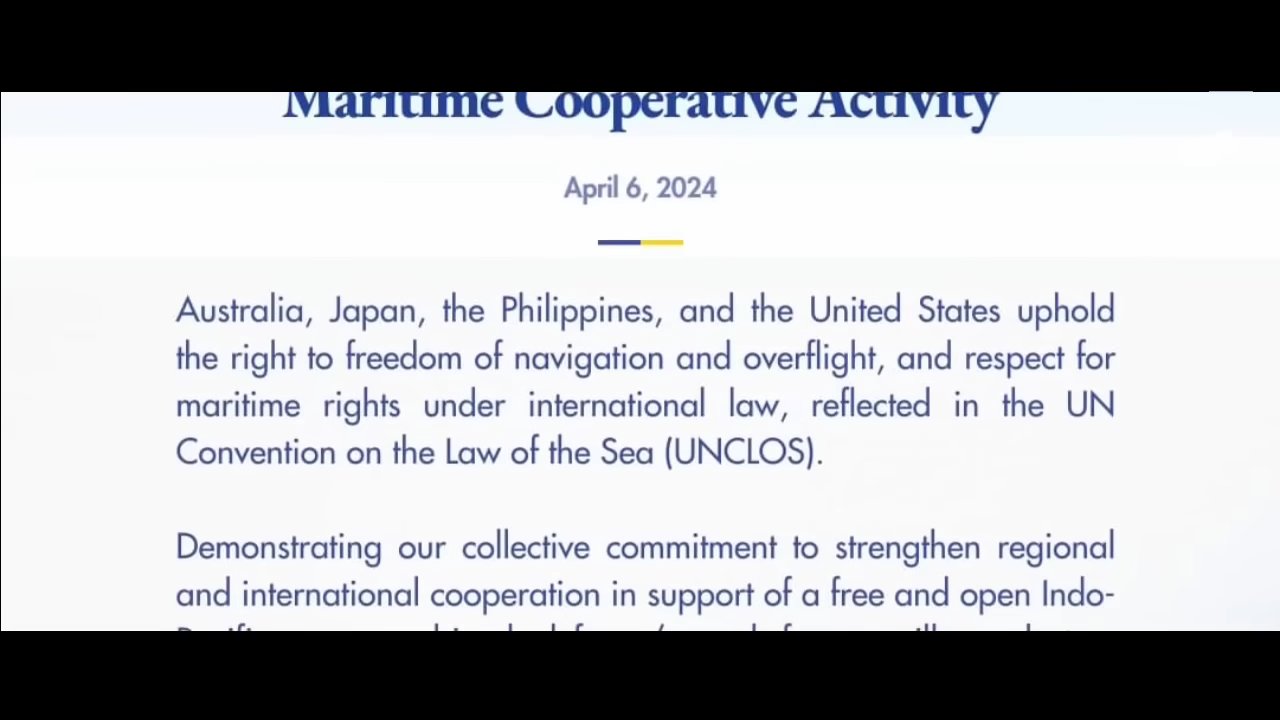 Maritime Cooperative Activity
April 6, 2024
Australia, Japan, the Philippines, and the United States uphold
the right to freedom of navigation and overflight, and respect for
maritime rights under international law, reflected in the UN
Convention on the Law of the Sea (UNCLOS).
Demonstrating our collective commitment to strengthen regional
and international cooperation in support of a free and open Indo-